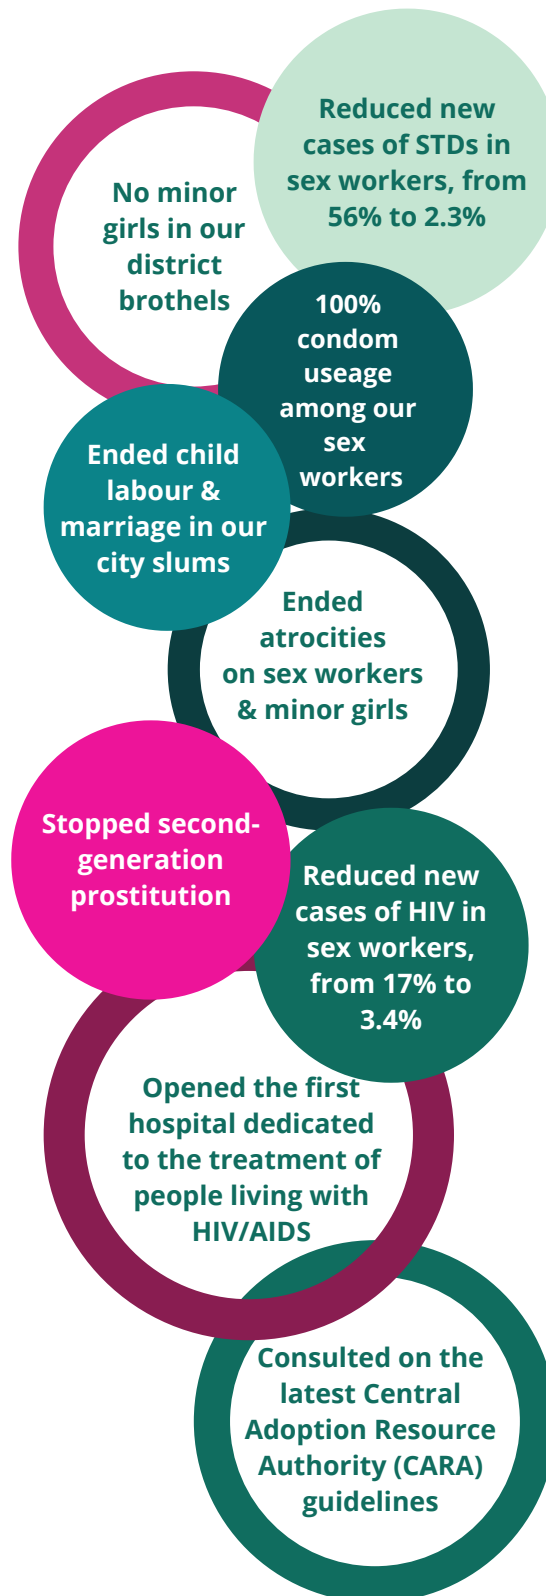 Reduced new
cases of STDs in
sex workers, from
56% to 2.3%
No minor
girls in our
district
brothels
100%
condom
useage
among our
sex
workers
Ended child
labour &
marriage in our
city slums
Ended
atrocities
on sex workers
& minor girls
Stopped second-
generation
prostitution
Reduced new
cases of HIV in
sex workers,
from 17% to
3.4%
Opened the first
hospital dedicated
to the treatment of
people living with
HIV/AIDS
Consulted on the
latest Central
Adoption Resource
Authority (CARA)
guidelines